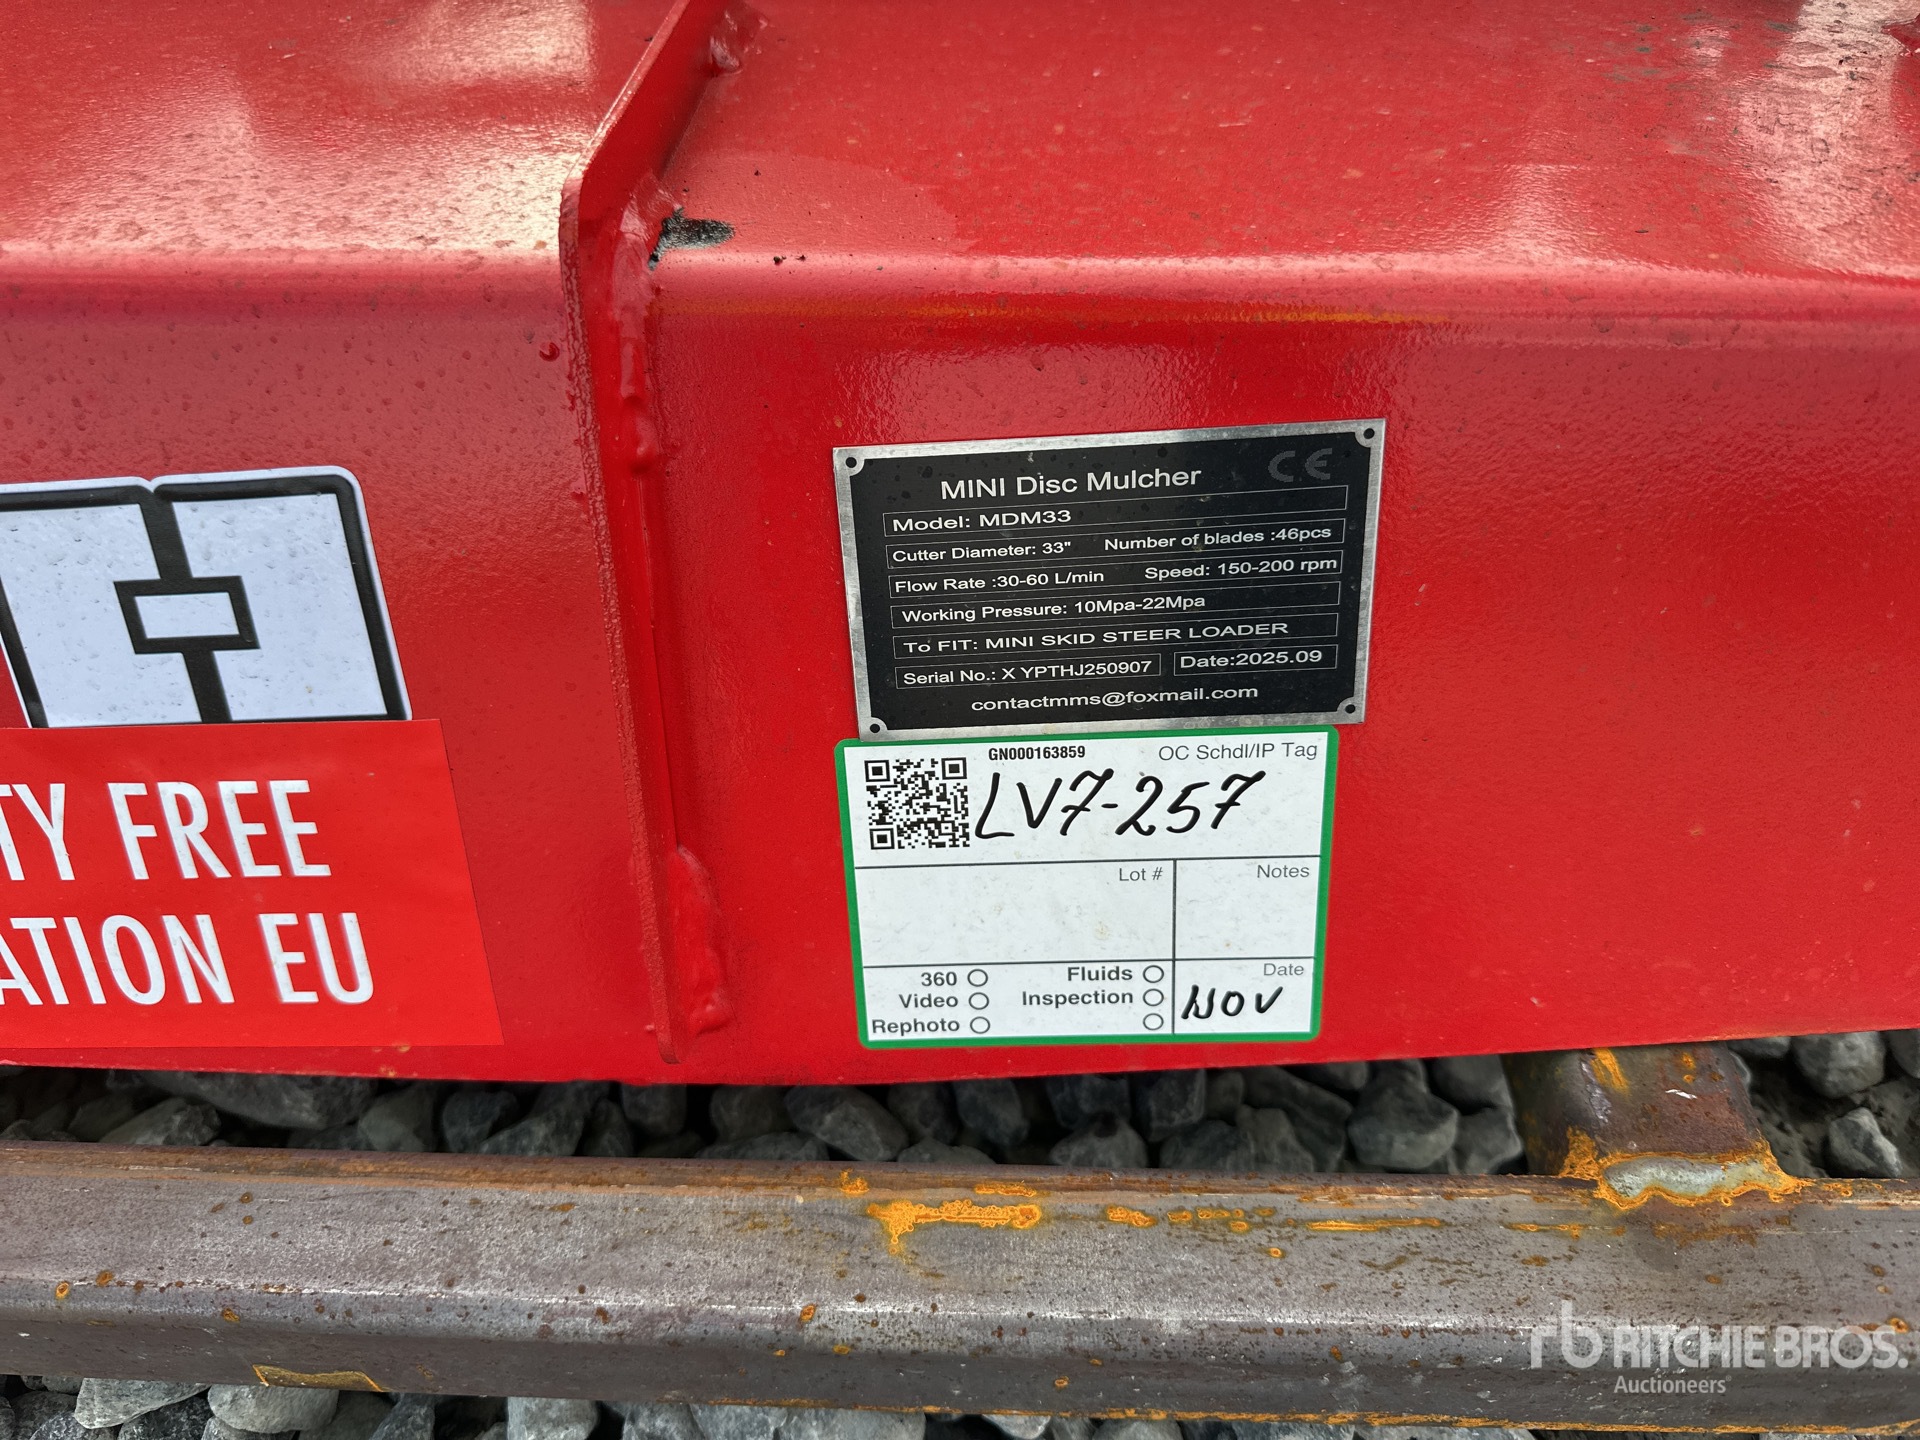 MINI Disc Mulcher CE
Model: MDM33
Cutter Diameter: 33" Number of blades :46pcs
Flow Rate :30-60 L/min Speed: 150-200 rpm
Working Pressure: 10Mpa-22Mpa
To FIT: MINI SKID STEER LOADER
Serial No.: X YPTHJ250907 Date:2025.09
contactmms@foxmail.com
GN000163859 OC Schdl/IP Tag
LV7-257
Lot # Notes
360 Fluids Date
Video Inspection NOV
Rephoto
TY FREE
ATION EU
rb RITCHIE BROS.
Auctioneers